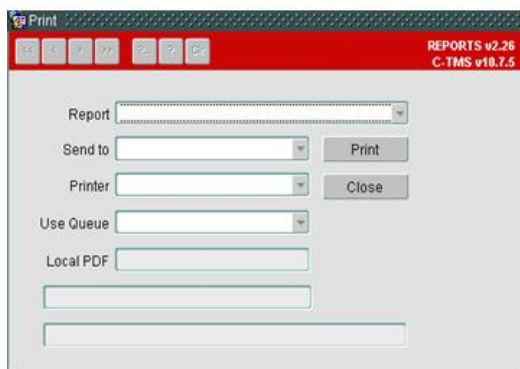 Print
<< < > >> ?.. ?
REPORTS v2.26
C-TMS v10.7.5
Report
Send to
Print
Printer
Close
Use Queue
Local PDF